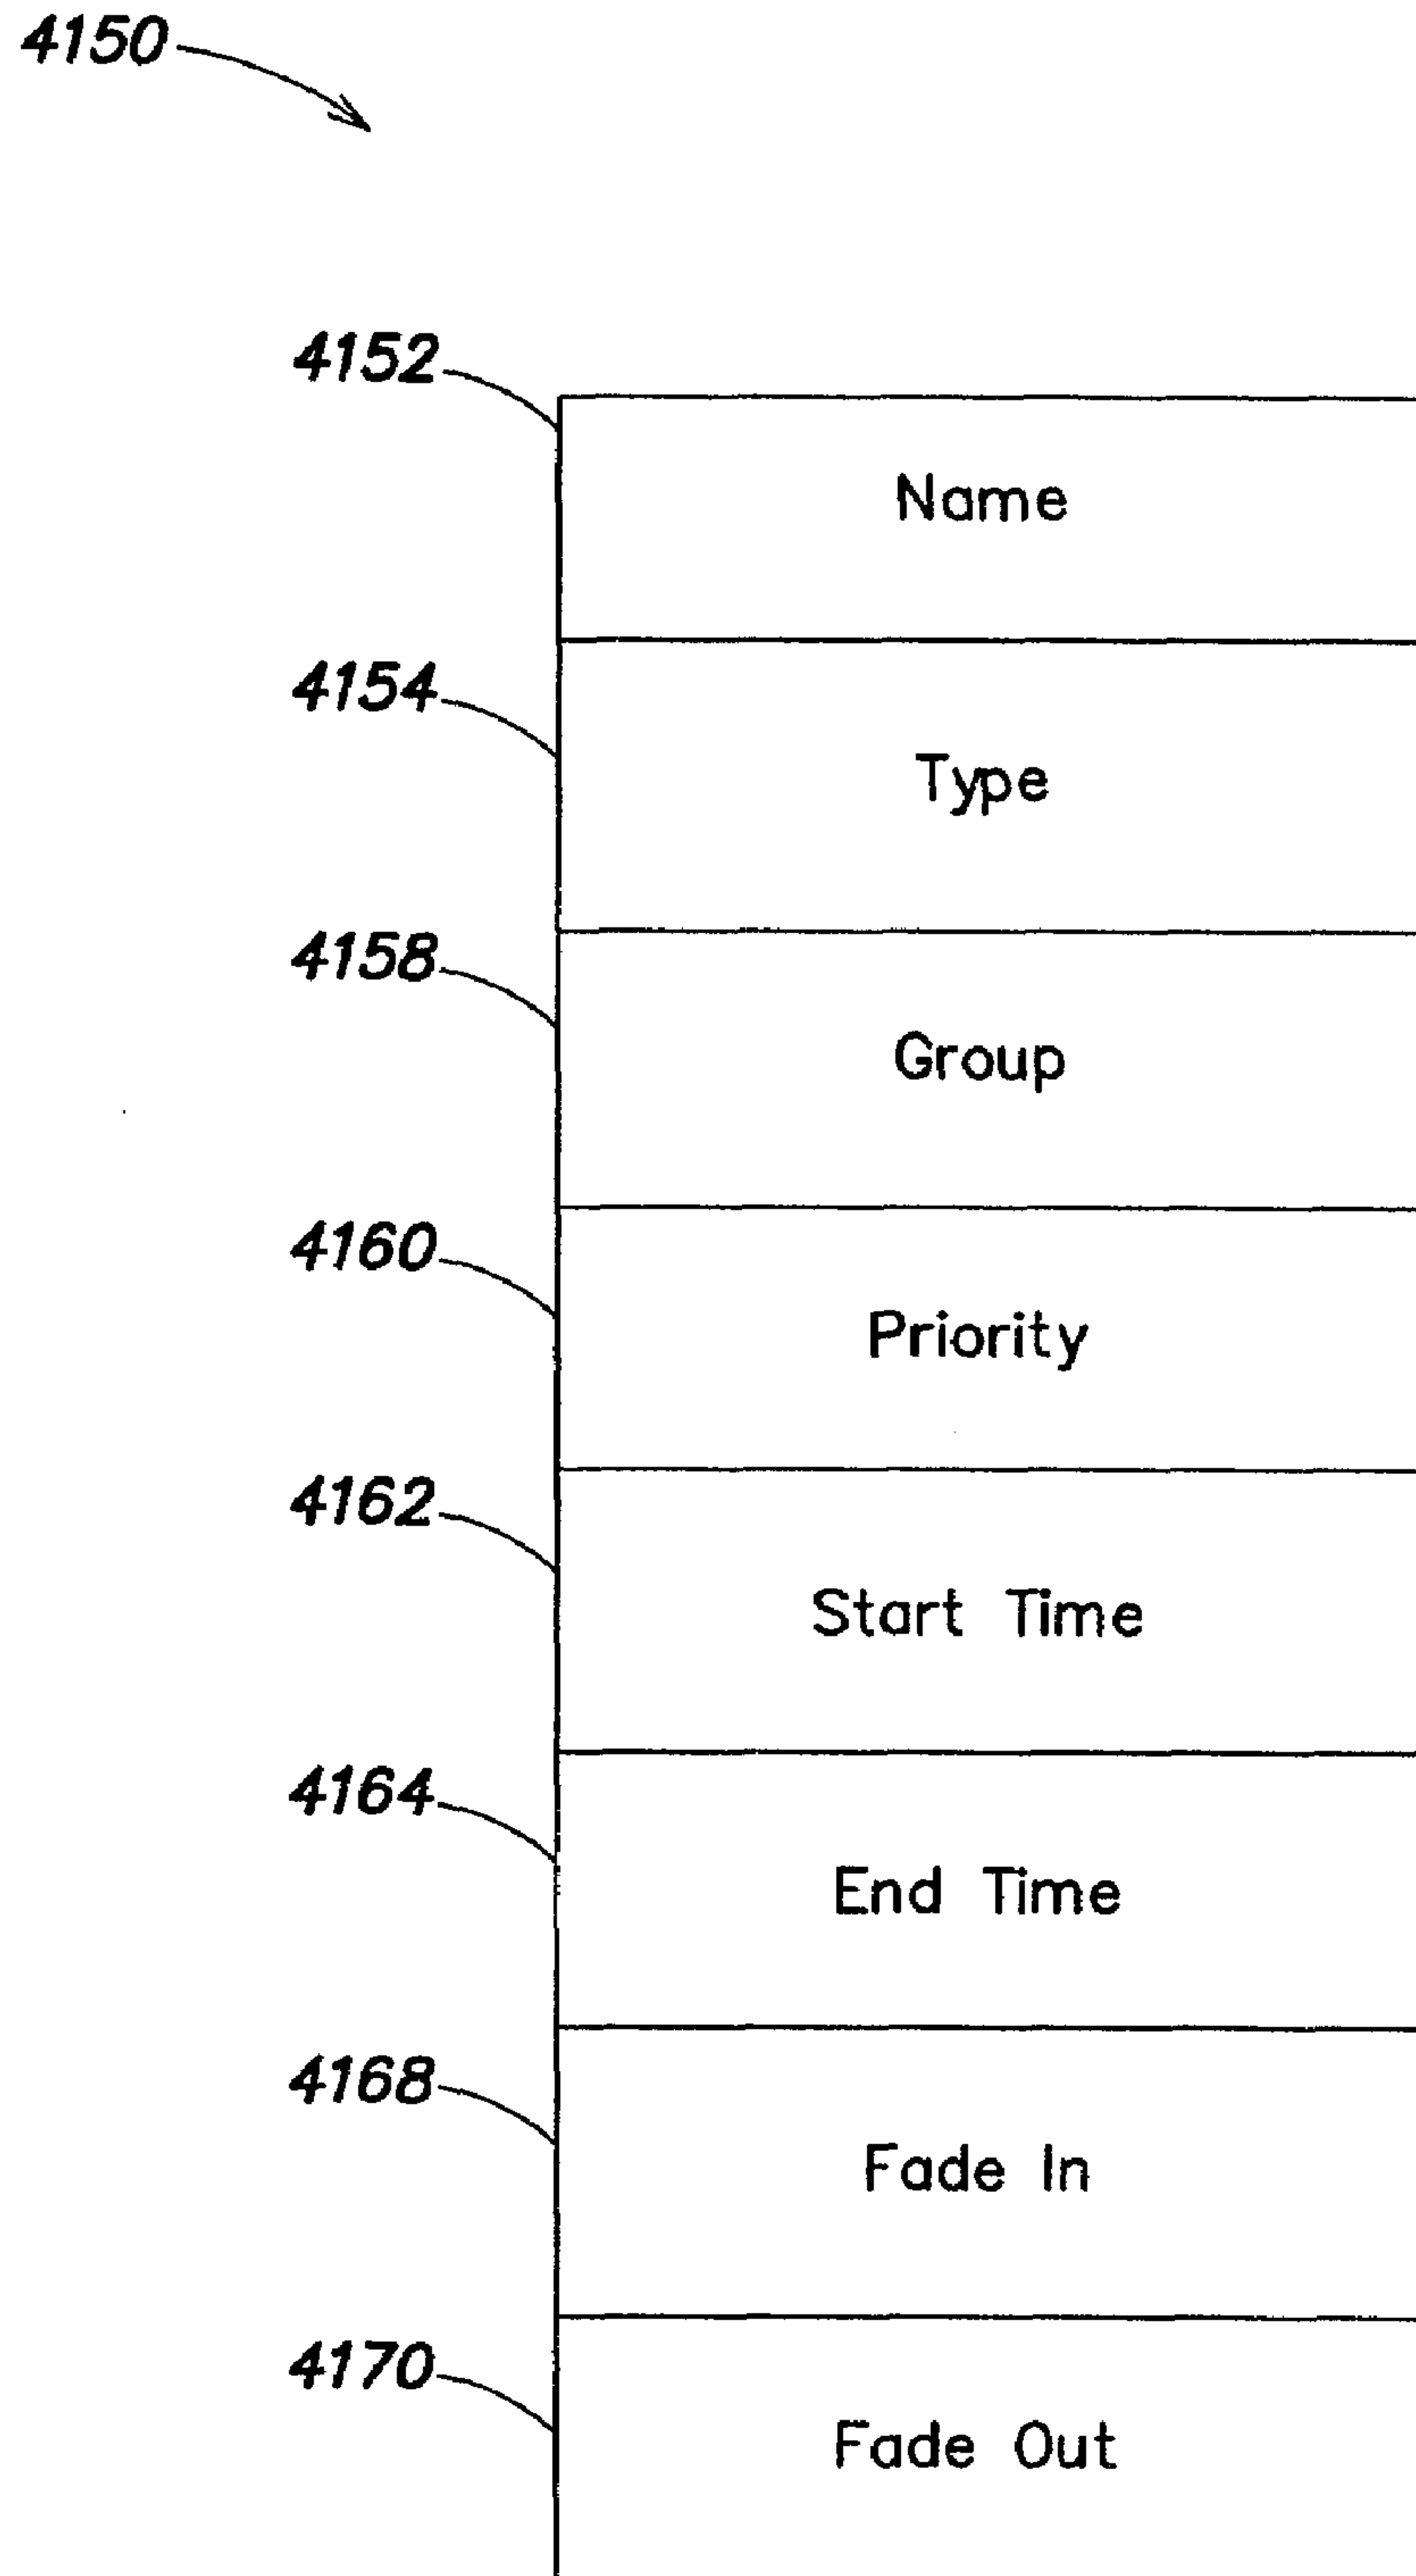 4150
4152
Name
4154
Type
4158
Group
4160
Priority
4162
Start Time
4164
End Time
4168
Fade In
4170
Fade Out